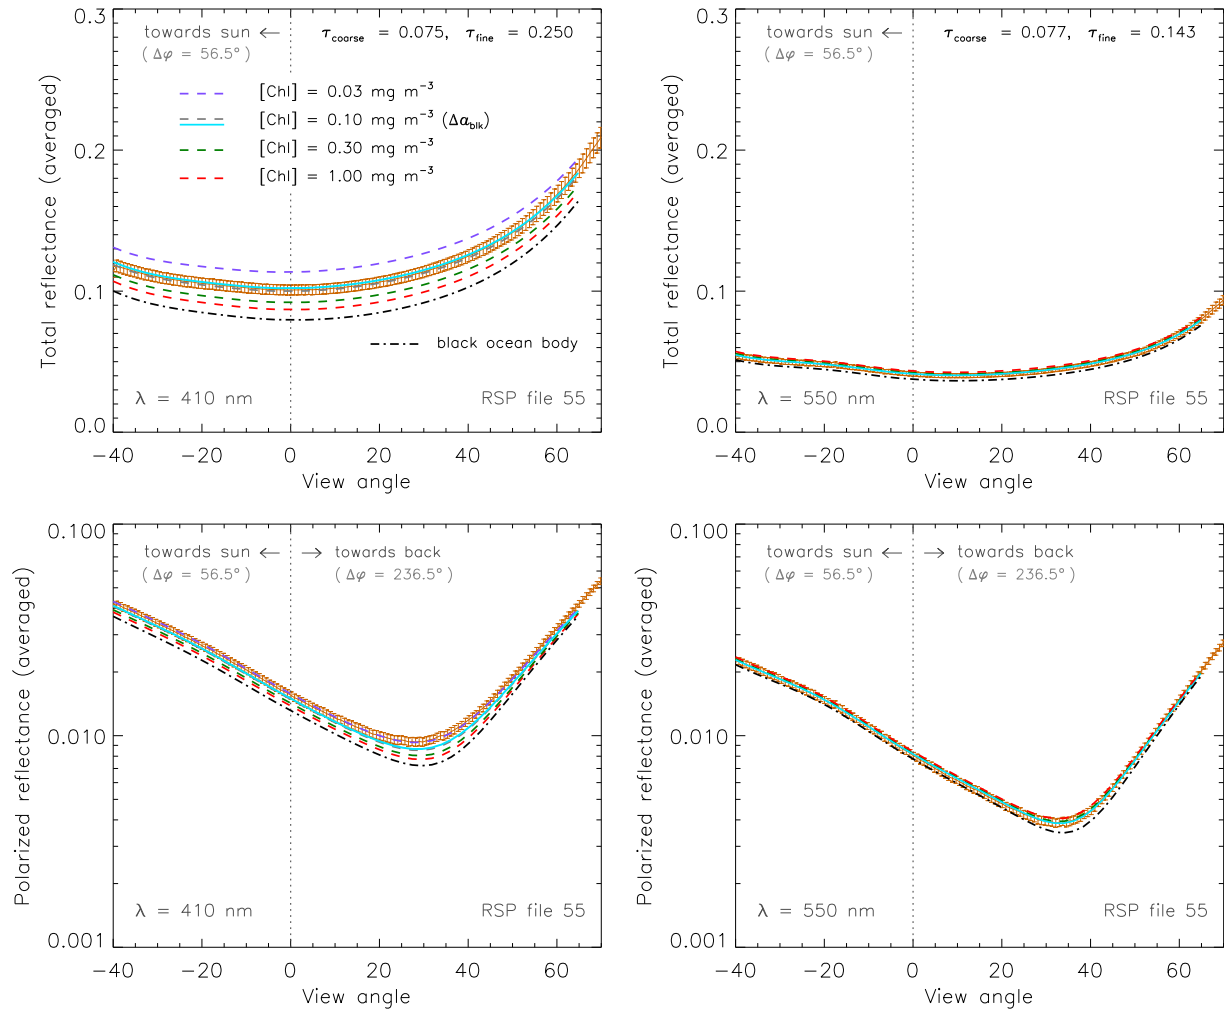 towards sun ←
(Δφ = 56.5°)
τcoarse = 0.075, τfine = 0.250
[Chl] = 0.03 mg m⁻³
[Chl] = 0.10 mg m⁻³ (Δαblk)
[Chl] = 0.30 mg m⁻³
[Chl] = 1.00 mg m⁻³
black ocean body
λ = 410 nm
RSP file 55
0.3
0.2
0.1
0.0
Total reflectance (averaged)
−40 −20 0 20 40 60
View angle
towards sun ←
(Δφ = 56.5°)
τcoarse = 0.077, τfine = 0.143
λ = 550 nm
RSP file 55
0.3
0.2
0.1
0.0
Total reflectance (averaged)
−40 −20 0 20 40 60
View angle
towards sun ← → towards back
(Δφ = 56.5°) (Δφ = 236.5°)
λ = 410 nm
RSP file 55
0.100
0.010
0.001
Polarized reflectance (averaged)
−40 −20 0 20 40 60
View angle
towards sun ← → towards back
(Δφ = 56.5°) (Δφ = 236.5°)
λ = 550 nm
RSP file 55
0.100
0.010
0.001
Polarized reflectance (averaged)
−40 −20 0 20 40 60
View angle